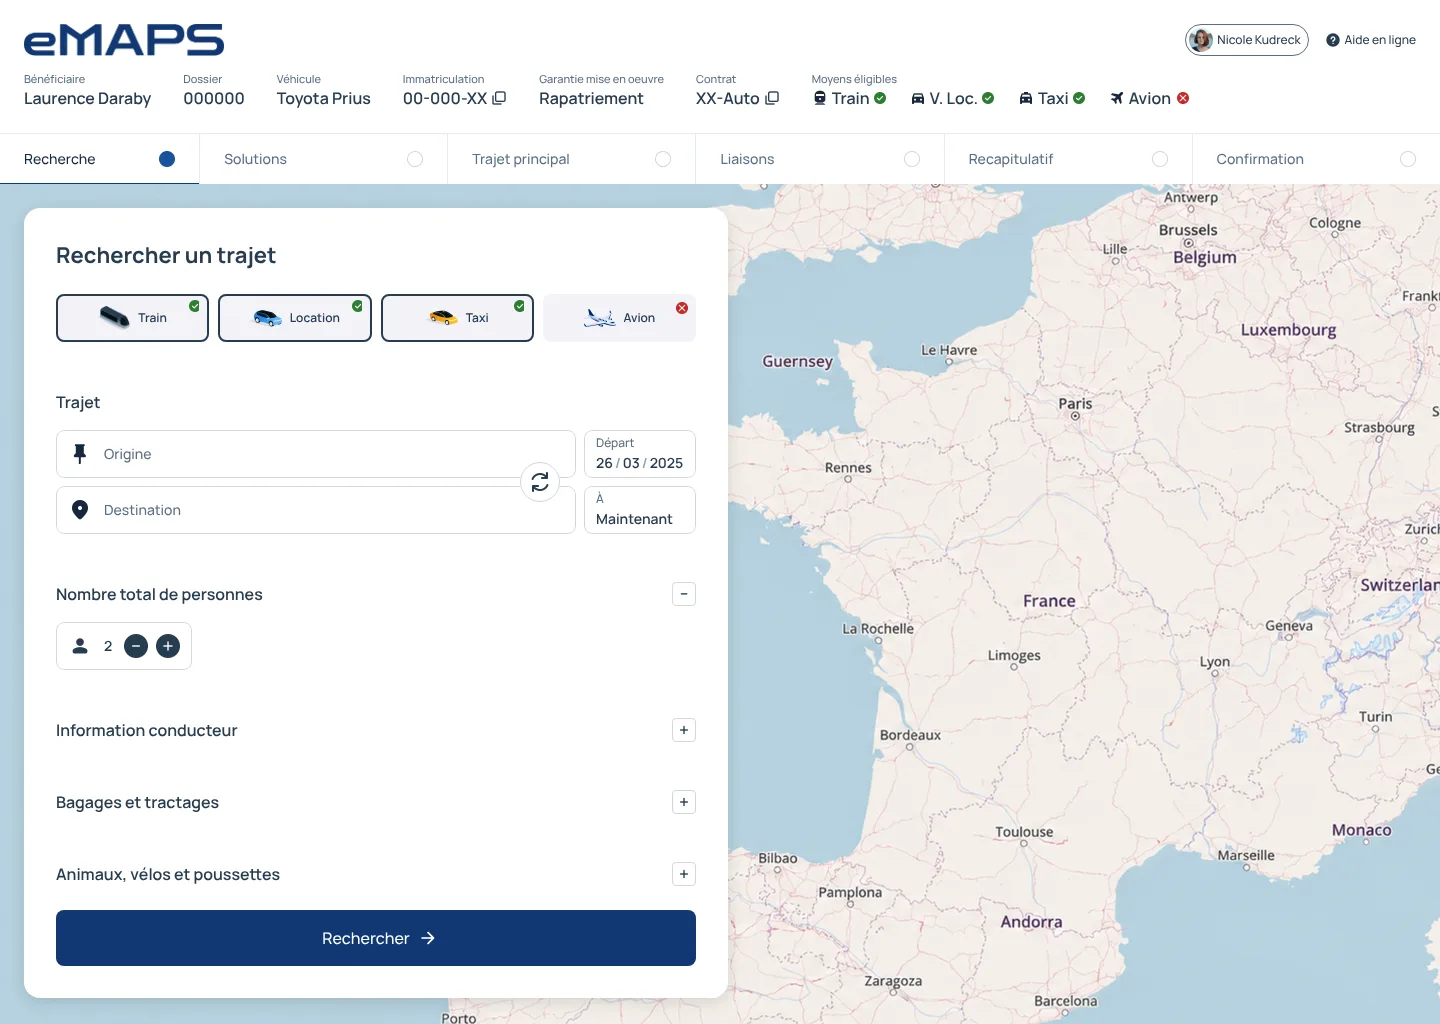 eMAPS
Nicole Kudreck
Aide en ligne
Bénéficiaire
Laurence Daraby
Dossier
000000
Véhicule
Toyota Prius
Immatriculation
00-000-XX
Garantie mise en oeuvre
Rapatriement
Contrat
XX-Auto
Moyens éligibles
Train
V. Loc.
Taxi
Avion
Recherche
Solutions
Trajet principal
Liaisons
Recapitulatif
Confirmation
Rechercher un trajet
Train
Location
Taxi
Avion
Trajet
Origine
Départ
26 / 03 / 2025
Destination
À
Maintenant
Nombre total de personnes
2
Information conducteur
Bagages et tractages
Animaux, vélos et poussettes
Rechercher
Antwerp
Cologne
Brussels
Lille
Belgium
Luxembourg
Guernsey
Le Havre
Paris
Strasbourg
Rennes
France
Switzerlan
Geneva
La Rochelle
Limoges
Lyon
Turin
Bordeaux
Toulouse
Monaco
Marseille
Bilbao
Pamplona
Andorra
Zaragoza
Barcelona
Porto